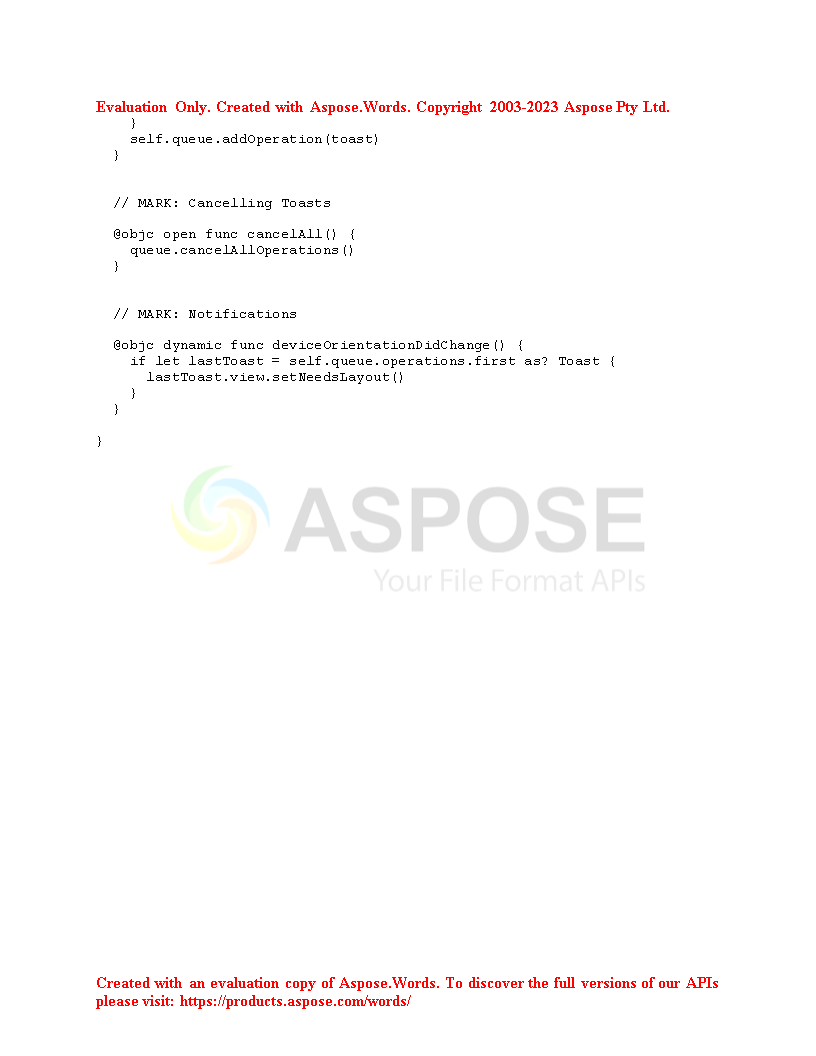 Evaluation Only. Created with Aspose.Words. Copyright 2003-2023 Aspose Pty Ltd.
    }
    self.queue.addOperation(toast)
  }
  // MARK: Cancelling Toasts
  @objc open func cancelAll() {
    queue.cancelAllOperations()
  }
  // MARK: Notifications
  @objc dynamic func deviceOrientationDidChange() {
    if let lastToast = self.queue.operations.first as? Toast {
      lastToast.view.setNeedsLayout()
    }
  }
}
ASPOSE
Your File Format APIs
Created with an evaluation copy of Aspose.Words. To discover the full versions of our APIs
please visit: https://products.aspose.com/words/